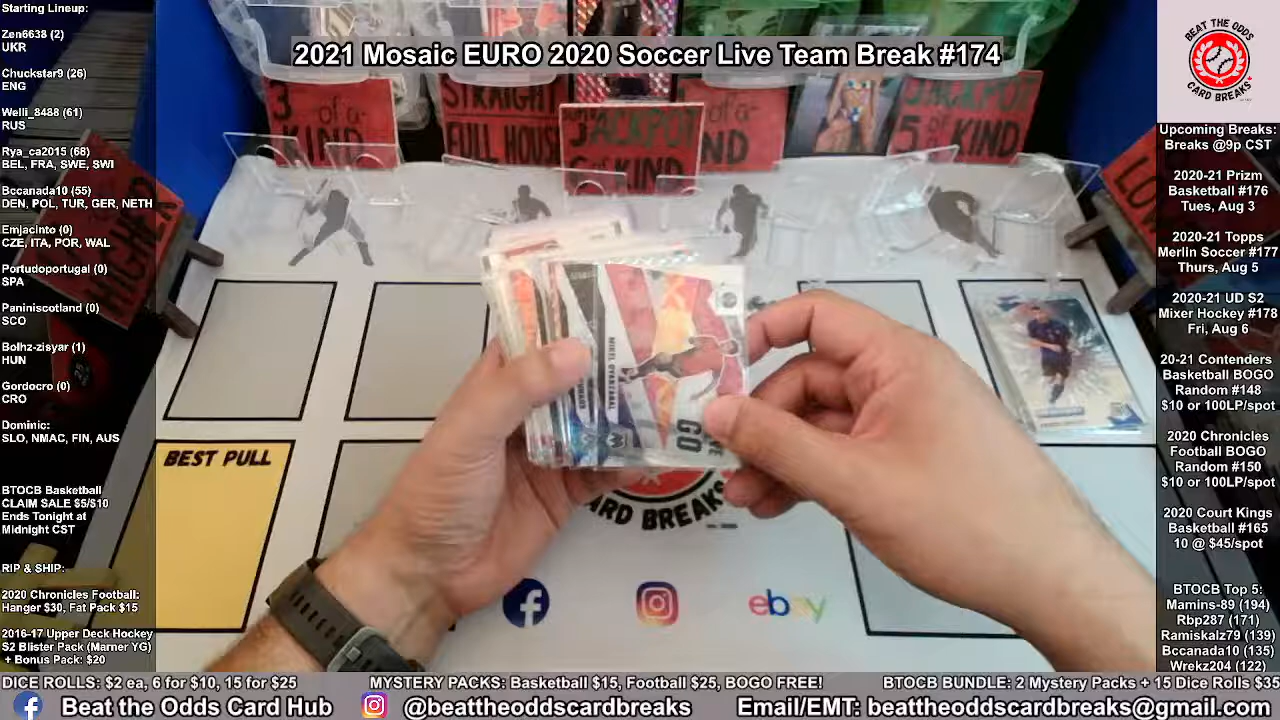 Starting Lineup:
Zen6638 (2)
UKR
Chuckster9 (26)
ENG
Welli_8488 (61)
RUS
Rya_ca2015 (68)
BEL, FRA, SWE, SWI
Bccanada10 (55)
DEN, POL, TUR, GER, NETH
Emjacinto (0)
CZE, ITA, POR, WAL
Portudoportugal (0)
SPA
Paniniscotland (0)
SCO
Bolhz-zisyar (1)
HUN
Gordocro (0)
CRO
Dominic:
SLO, NMAC, FIN, AUS
BTOCB Basketball
CLAIM SALE $5/$10
Ends Tonight at
Midnight CST
RIP & SHIP:
2020 Chronicles Football:
Hanger $30, Fat Pack $15
2016-17 Upper Deck Hockey
S2 Blister Pack (Marner YG)
+ Bonus Pack: $20
2021 Mosaic EURO 2020 Soccer Live Team Break #174
3
of a
KIND
STRAIGHT
FULL HOUSE
JACKPOT
of KIND
of a
ND
JACKPOT
5 of KIND
HIGHER
MIKEL OYARZABAL
GO
BEST PULL
ARD BREAKS
ebay
BEAT THE ODDS
CARD BREAKS
Upcoming Breaks:
Breaks @9p CST
2020-21 Prizm
Basketball #176
Tues, Aug 3
2020-21 Topps
Merlin Soccer #177
Thurs, Aug 5
2020-21 UD S2
Mixer Hockey #178
Fri, Aug 6
20-21 Contenders
Basketball BOGO
Random #148
$10 or 100LP/spot
2020 Chronicles
Football BOGO
Random #150
$10 or 100LP/spot
2020 Court Kings
Basketball #165
10 @ $45/spot
BTOCB Top 5:
Mamins-89 (194)
Rbp287 (171)
Ramiskalz79 (139)
Bccanada10 (135)
Wrekz204 (122)
DICE ROLLS: $2 ea, 6 for $10, 15 for $25
MYSTERY PACKS: Basketball $15, Football $25, BOGO FREE!
BTOCB BUNDLE: 2 Mystery Packs + 15 Dice Rolls $35
Beat the Odds Card Hub
@beattheoddscardbreaks
Email/EMT: beattheoddscardbreaks@gmail.com